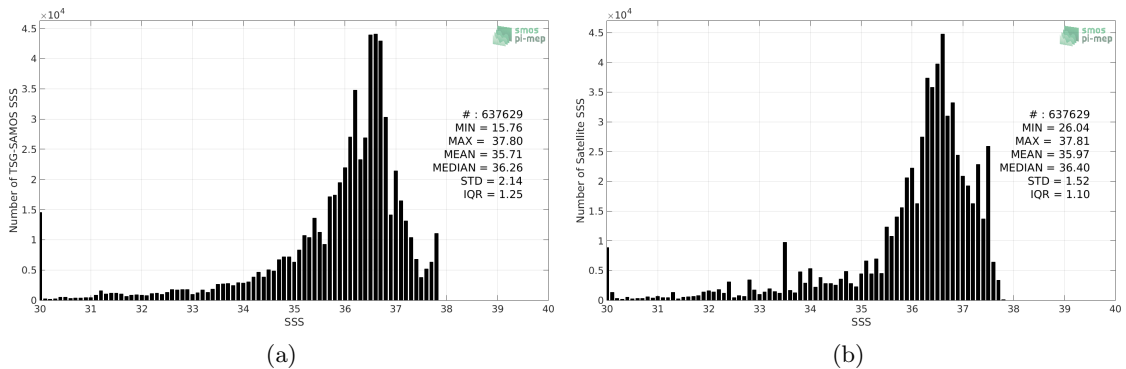 ×10⁴
4.5
4
3.5
3
2.5
2
1.5
1
0.5
0
Number of TSG-SAMOS SSS
30 31 32 33 34 35 36 37 38 39 40
SSS
smos
pi-mep
# : 637629
MIN = 15.76
MAX = 37.80
MEAN = 35.71
MEDIAN = 36.26
STD = 2.14
IQR = 1.25
(a)
×10⁴
4.5
4
3.5
3
2.5
2
1.5
1
0.5
0
Number of Satellite SSS
30 31 32 33 34 35 36 37 38 39 40
SSS
smos
pi-mep
# : 637629
MIN = 26.04
MAX = 37.81
MEAN = 35.97
MEDIAN = 36.40
STD = 1.52
IQR = 1.10
(b)